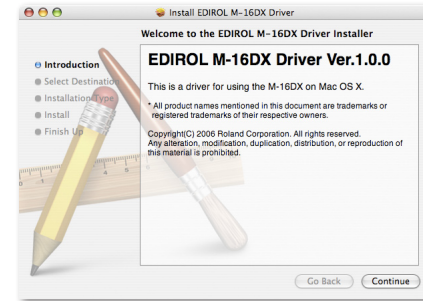 Install EDIROL M-16DX Driver
Welcome to the EDIROL M-16DX Driver Installer
Introduction
Select Destination
Installation Type
Install
Finish Up
EDIROL M-16DX Driver Ver.1.0.0
This is a driver for using the M-16DX on Mac OS X.
* All product names mentioned in this document are trademarks or
registered trademarks of their respective owners.
Copyright(C) 2006 Roland Corporation. All rights reserved.
Any alteration, modification, duplication, distribution, or reproduction of
this material is prohibited.
Go Back
Continue